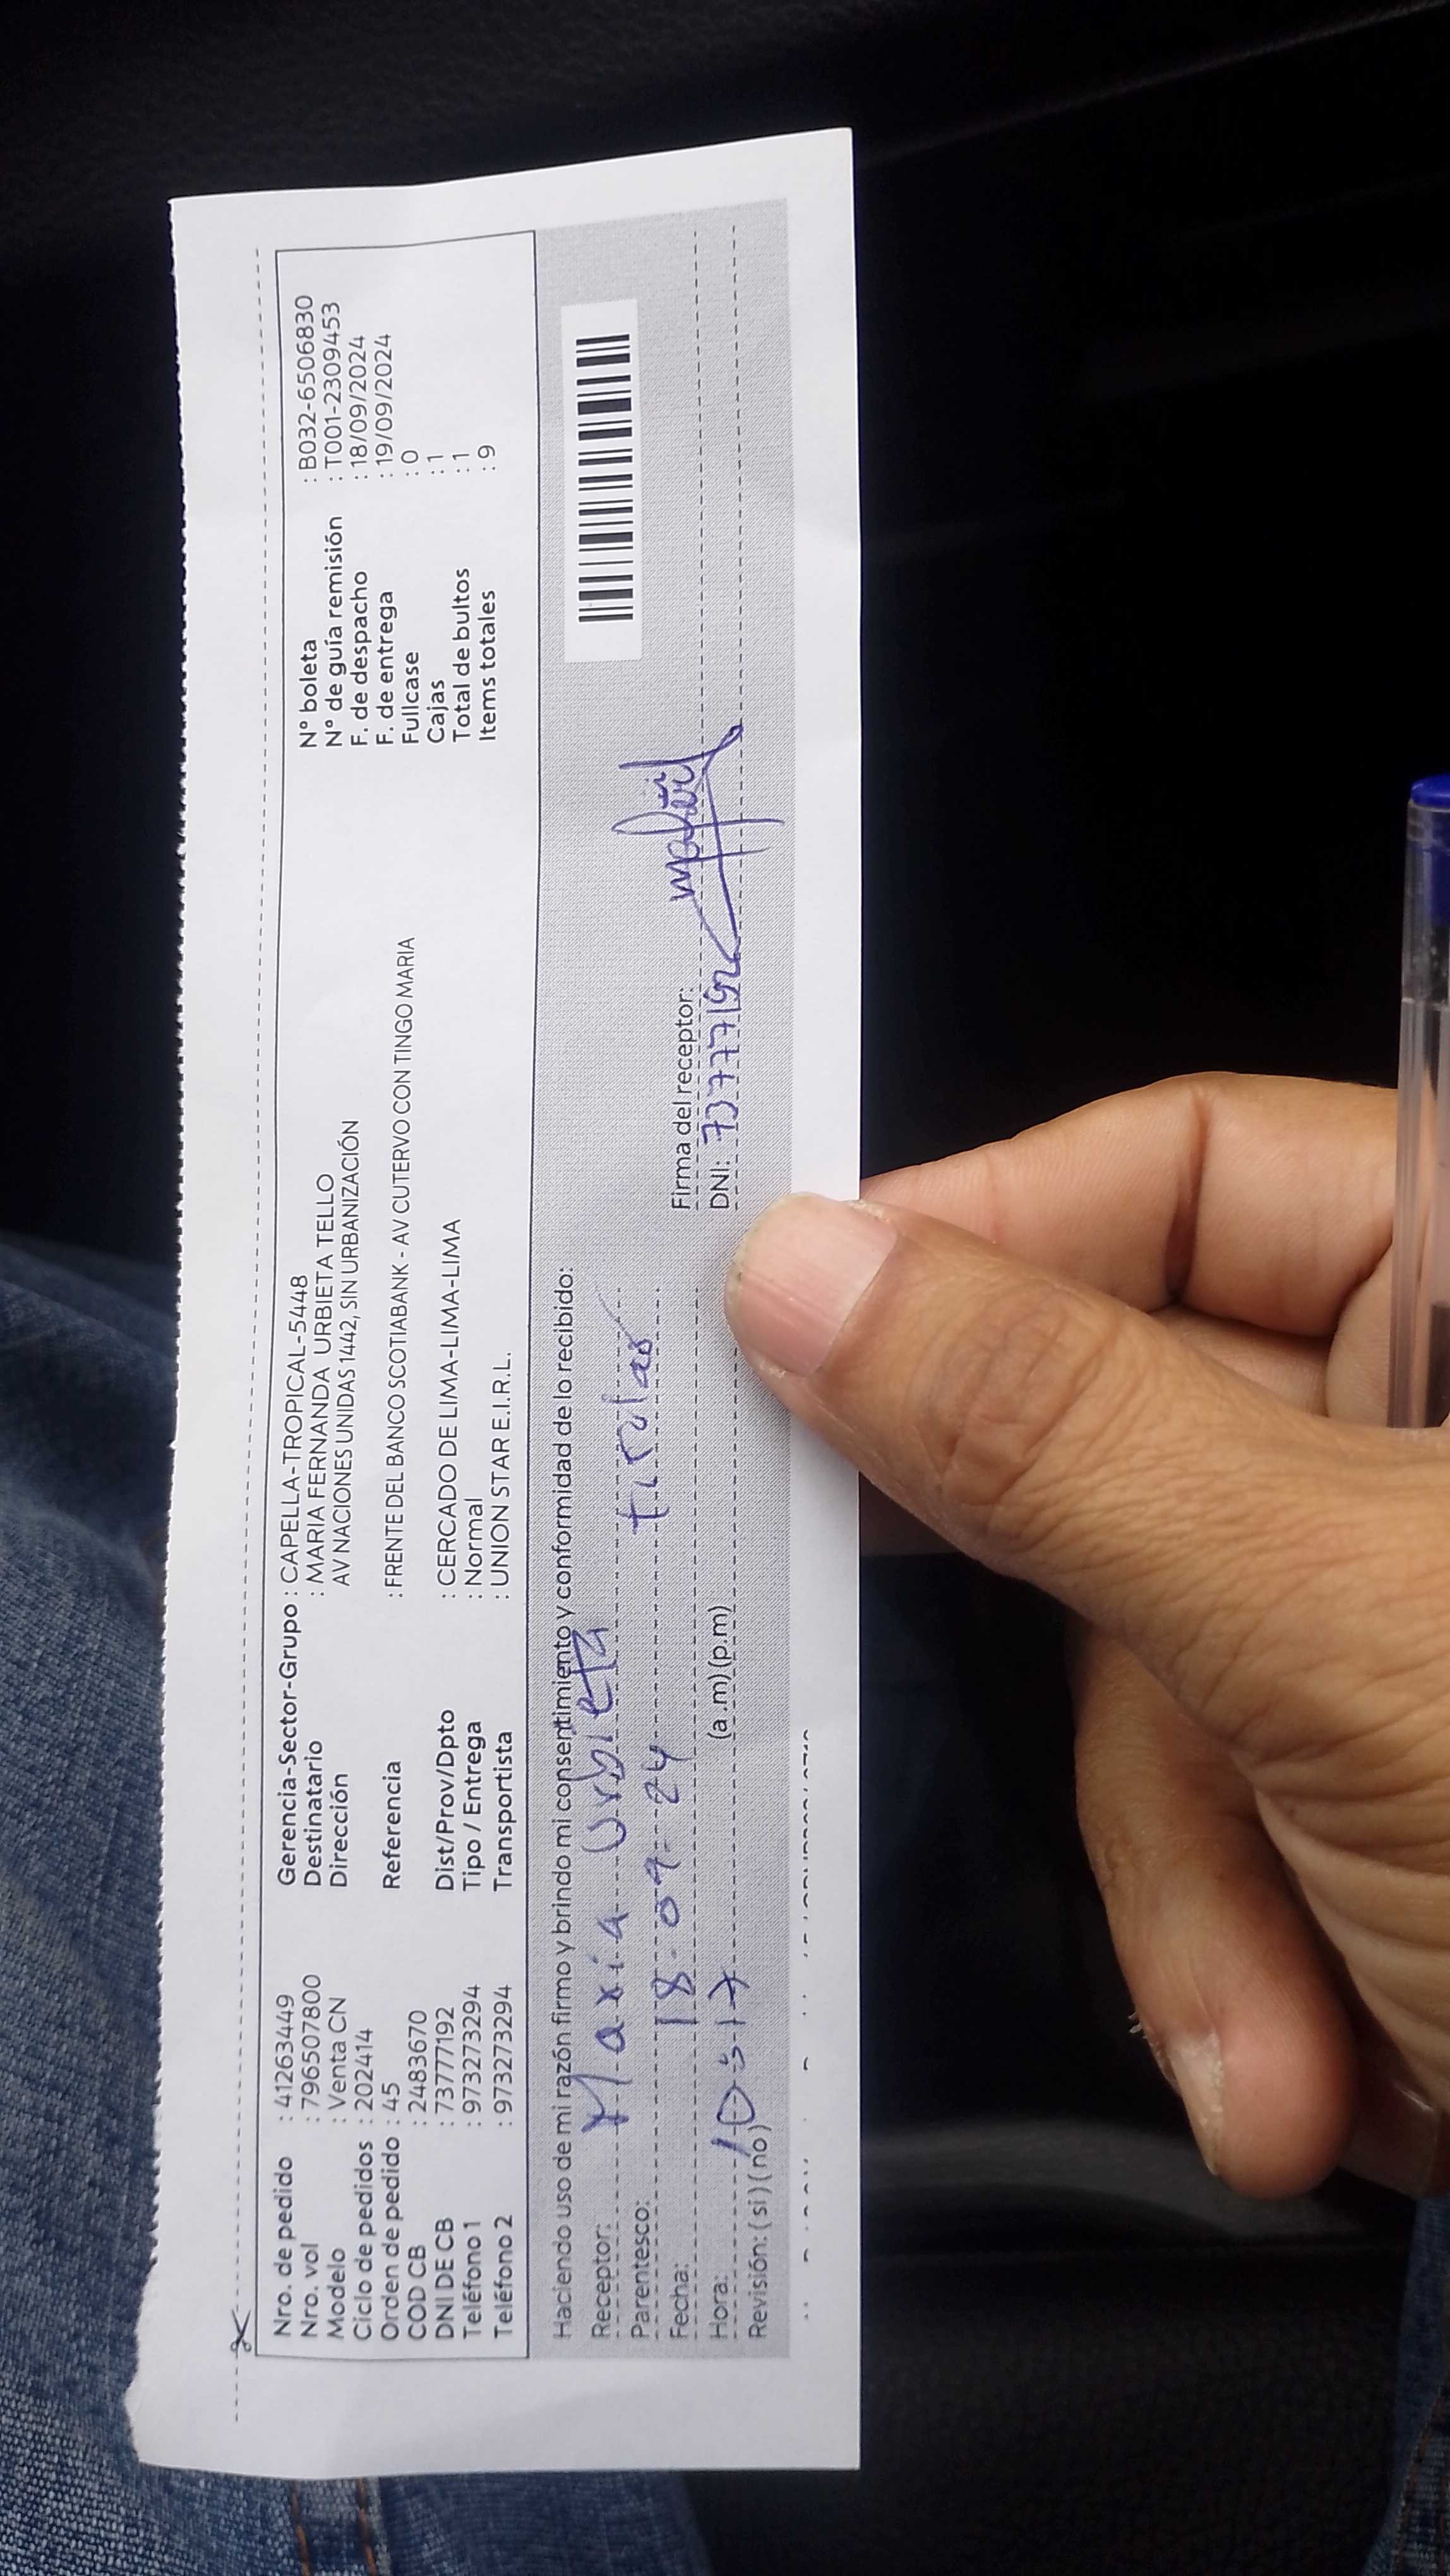 Nro. de pedido : 41263449
Nro. vol : 796507800
Modelo : Venta CN
Ciclo de pedidos : 202414
Orden de pedido : 45
COD CB : 2483670
DNI DE CB : 73777192
Teléfono 1 : 973273294
Teléfono 2 : 973273294
Gerencia-Sector-Grupo : CAPELLA-TROPICAL-5448
Destinatario : MARIA FERNANDA URBIETA TELLO
Dirección AV NACIONES UNIDAS 1442, SIN URBANIZACIÓN
Referencia : FRENTE DEL BANCO SCOTIABANK - AV CUTERVO CON TINGO MARIA
Dist/Prov/Dpto : CERCADO DE LIMA-LIMA-LIMA
Tipo / Entrega : Normal
Transportista : UNION STAR E.I.R.L.
N° boleta : B032-6506830
N° de guía remisión : T001-2309453
F. de despacho : 18/09/2024
F. de entrega : 19/09/2024
Fullcase : 0
Cajas : 1
Total de bultos : 1
Items totales : 9
Haciendo uso de mi razón firmo y brindo mi consentimiento y conformidad de lo recibido:
Receptor: Maria Urbieta
Parentesco: titular
Fecha: 18-09-24
Hora: 10:17 (a .m) (p.m)
Revisión: ( si ) ( no )
Firma del receptor:
DNI: 73777192